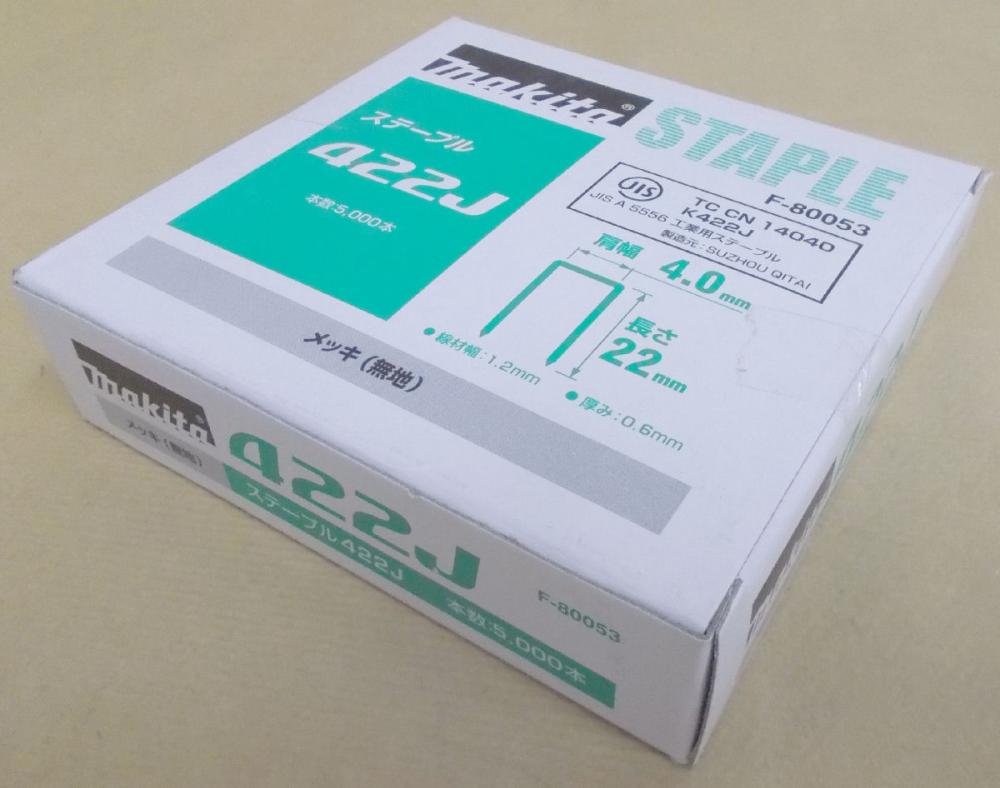 makita®
STAPLE
F-80053
ステーブル
422J
本数:5,000本
JIS
TC CN 14040
K422J
JIS A 5556 工業用ステープル
製造元:SUZHOU QITAI
肩幅 4.0mm
長さ
22mm
●線材幅:1.2mm
●厚み:0.6mm
メッキ(無地)
makita®
メッキ(無地)
422J
ステープル422J 本数:5,000本
F-80053